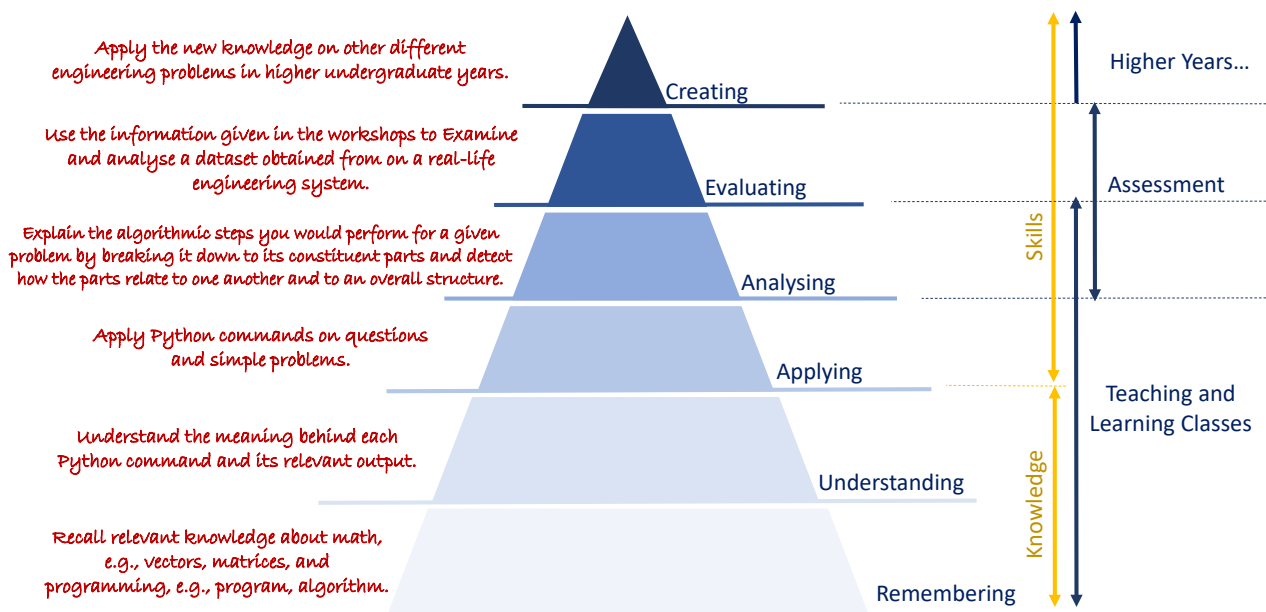 Apply the new knowledge on other different
engineering problems in higher undergraduate years.
Creating
Higher Years...
Use the information given in the workshops to Examine
and analyse a dataset obtained from on a real-life
engineering system.
Evaluating
Assessment
Explain the algorithmic steps you would perform for a given
problem by breaking it down to its constituent parts and detect
how the parts relate to one another and to an overall structure.
Analysing
Skills
Apply Python commands on questions
and simple problems.
Applying
Teaching and
Learning Classes
Understand the meaning behind each
Python command and its relevant output.
Understanding
Knowledge
Recall relevant knowledge about math,
e.g., vectors, matrices, and
programming, e.g., program, algorithm.
Remembering